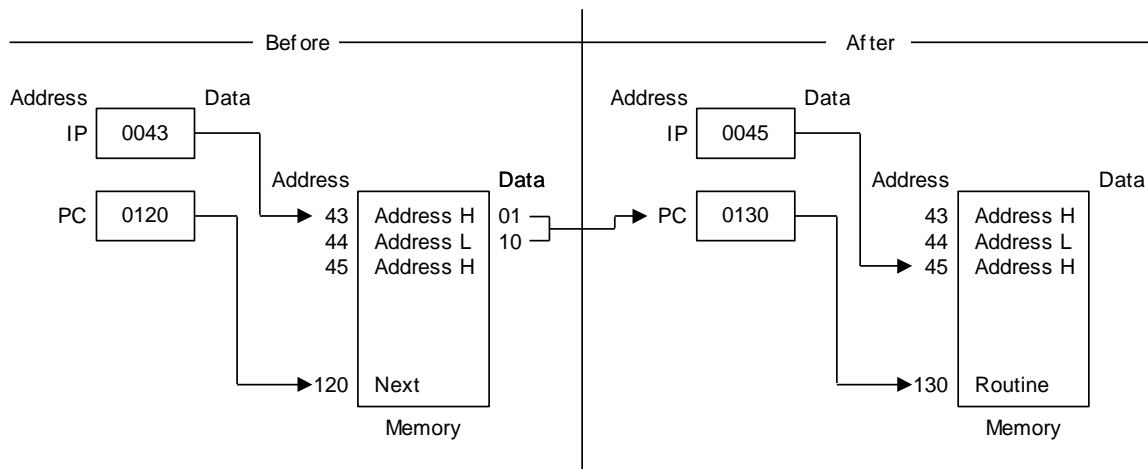 Before
Address Data
IP 0043
Address Data
PC 0120
43 Address H 01
44 Address L 10
45 Address H
120 Next
Memory
After
Address Data
IP 0045
Address Data
PC 0130
43 Address H
44 Address L
45 Address H
130 Routine
Memory